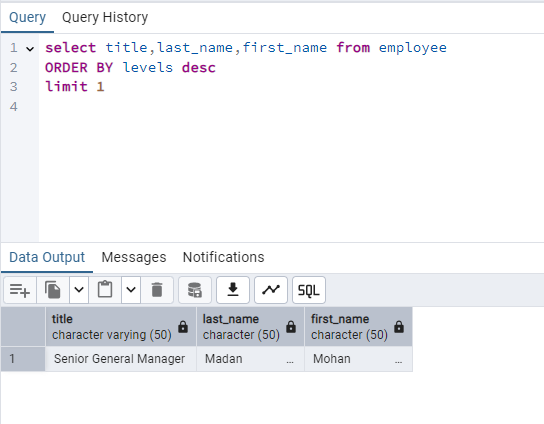 Query Query History
1 select title,last_name,first_name from employee
2 ORDER BY levels desc
3 limit 1
4
Data Output Messages Notifications
SQL
title last_name first_name
character varying (50) character (50) character (50)
1 Senior General Manager Madan ... Mohan ...